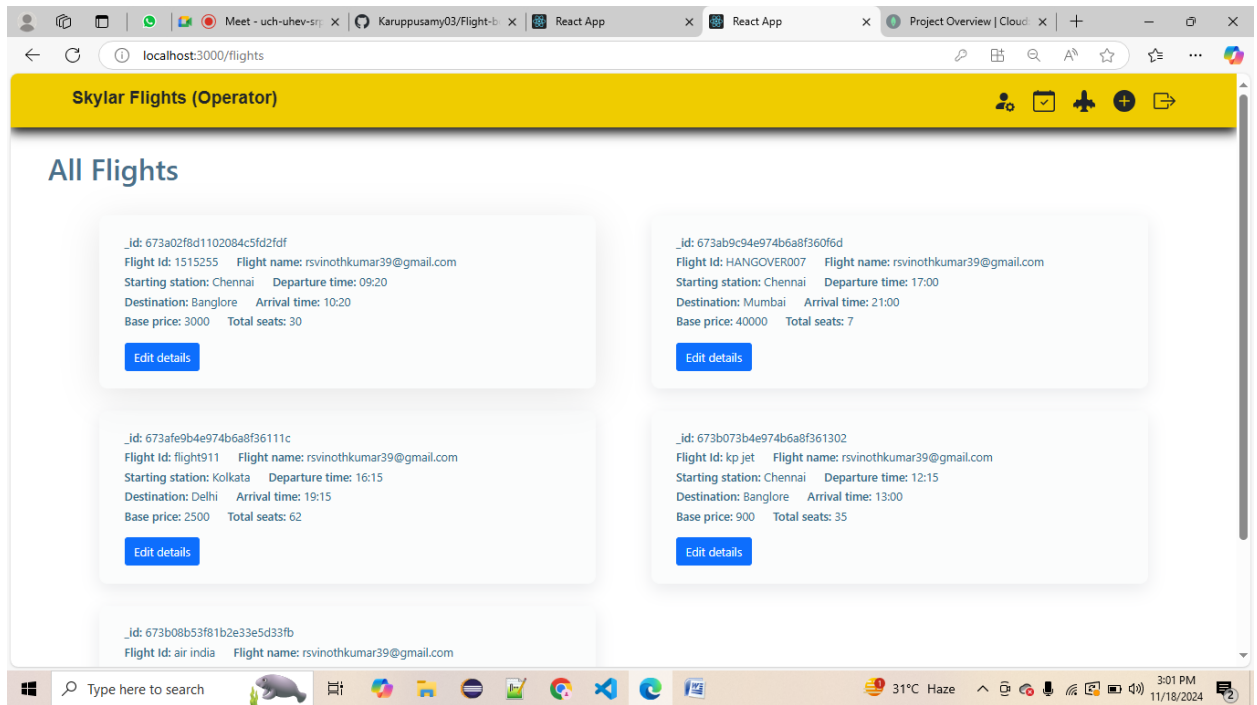 Meet - uch-uhev-srp
Karuppusamy03/Flight-b
React App
React App
Project Overview | Cloud
localhost:3000/flights
Skylar Flights (Operator)
All Flights
_id: 673a02f8d1102084c5fd2fdf
Flight Id: 1515255 Flight name: rsvinothkumar39@gmail.com
Starting station: Chennai Departure time: 09:20
Destination: Banglore Arrival time: 10:20
Base price: 3000 Total seats: 30
Edit details
_id: 673ab9c94e974b6a8f360f6d
Flight Id: HANGOVER007 Flight name: rsvinothkumar39@gmail.com
Starting station: Chennai Departure time: 17:00
Destination: Mumbai Arrival time: 21:00
Base price: 40000 Total seats: 7
Edit details
_id: 673afe9b4e974b6a8f36111c
Flight Id: flight911 Flight name: rsvinothkumar39@gmail.com
Starting station: Kolkata Departure time: 16:15
Destination: Delhi Arrival time: 19:15
Base price: 2500 Total seats: 62
Edit details
_id: 673b073b4e974b6a8f361302
Flight Id: kp jet Flight name: rsvinothkumar39@gmail.com
Starting station: Chennai Departure time: 12:15
Destination: Banglore Arrival time: 13:00
Base price: 900 Total seats: 35
Edit details
_id: 673b08b53f81b2e33e5d33fb
Flight Id: air india Flight name: rsvinothkumar39@gmail.com
Type here to search
31°C Haze
3:01 PM
11/18/2024